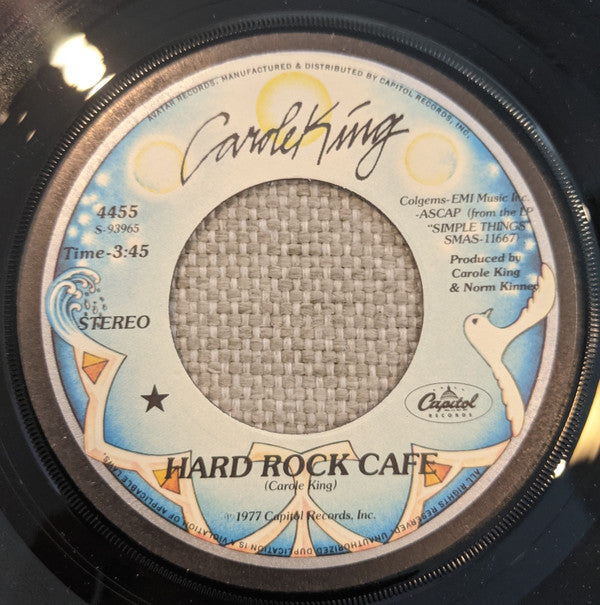 AVATAR RECORDS, MANUFACTURED & DISTRIBUTED BY CAPITOL RECORDS, INC.
Carole King
4455
S-93965
Time-3:45
STEREO
Colgems-EMI Music Inc.
-ASCAP (from the LP
"SIMPLE THINGS"
SMAS-11667)
Produced by
Carole King
& Norm Kinney
Capitol
RECORDS
HARD ROCK CAFE
(Carole King)
℗1977 Capitol Records, Inc.
ALL RIGHTS RESERVED. UNAUTHORIZED DUPLICATION IS A VIOLATION OF APPLICABLE LAWS.